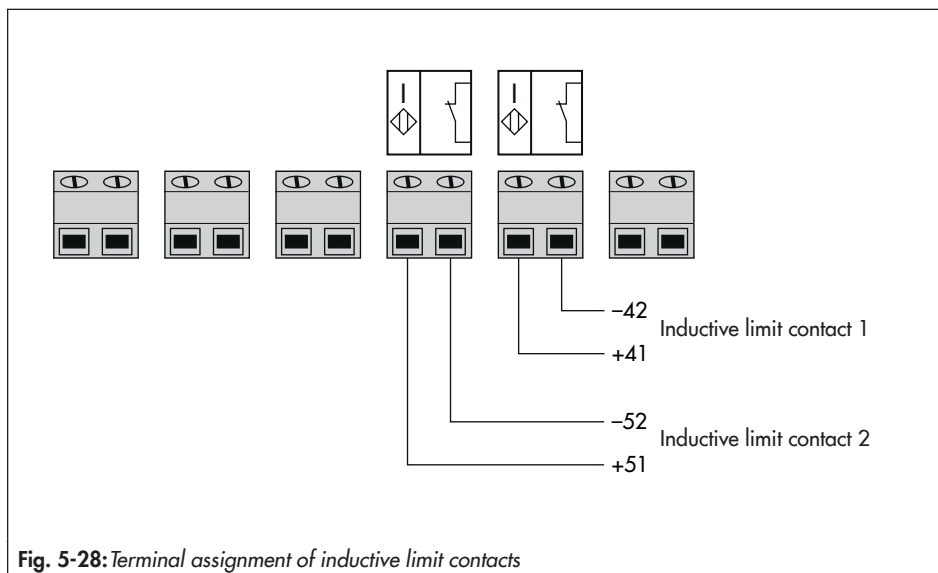 −42
Inductive limit contact 1
+41
−52
Inductive limit contact 2
+51
Fig. 5-28: Terminal assignment of inductive limit contacts